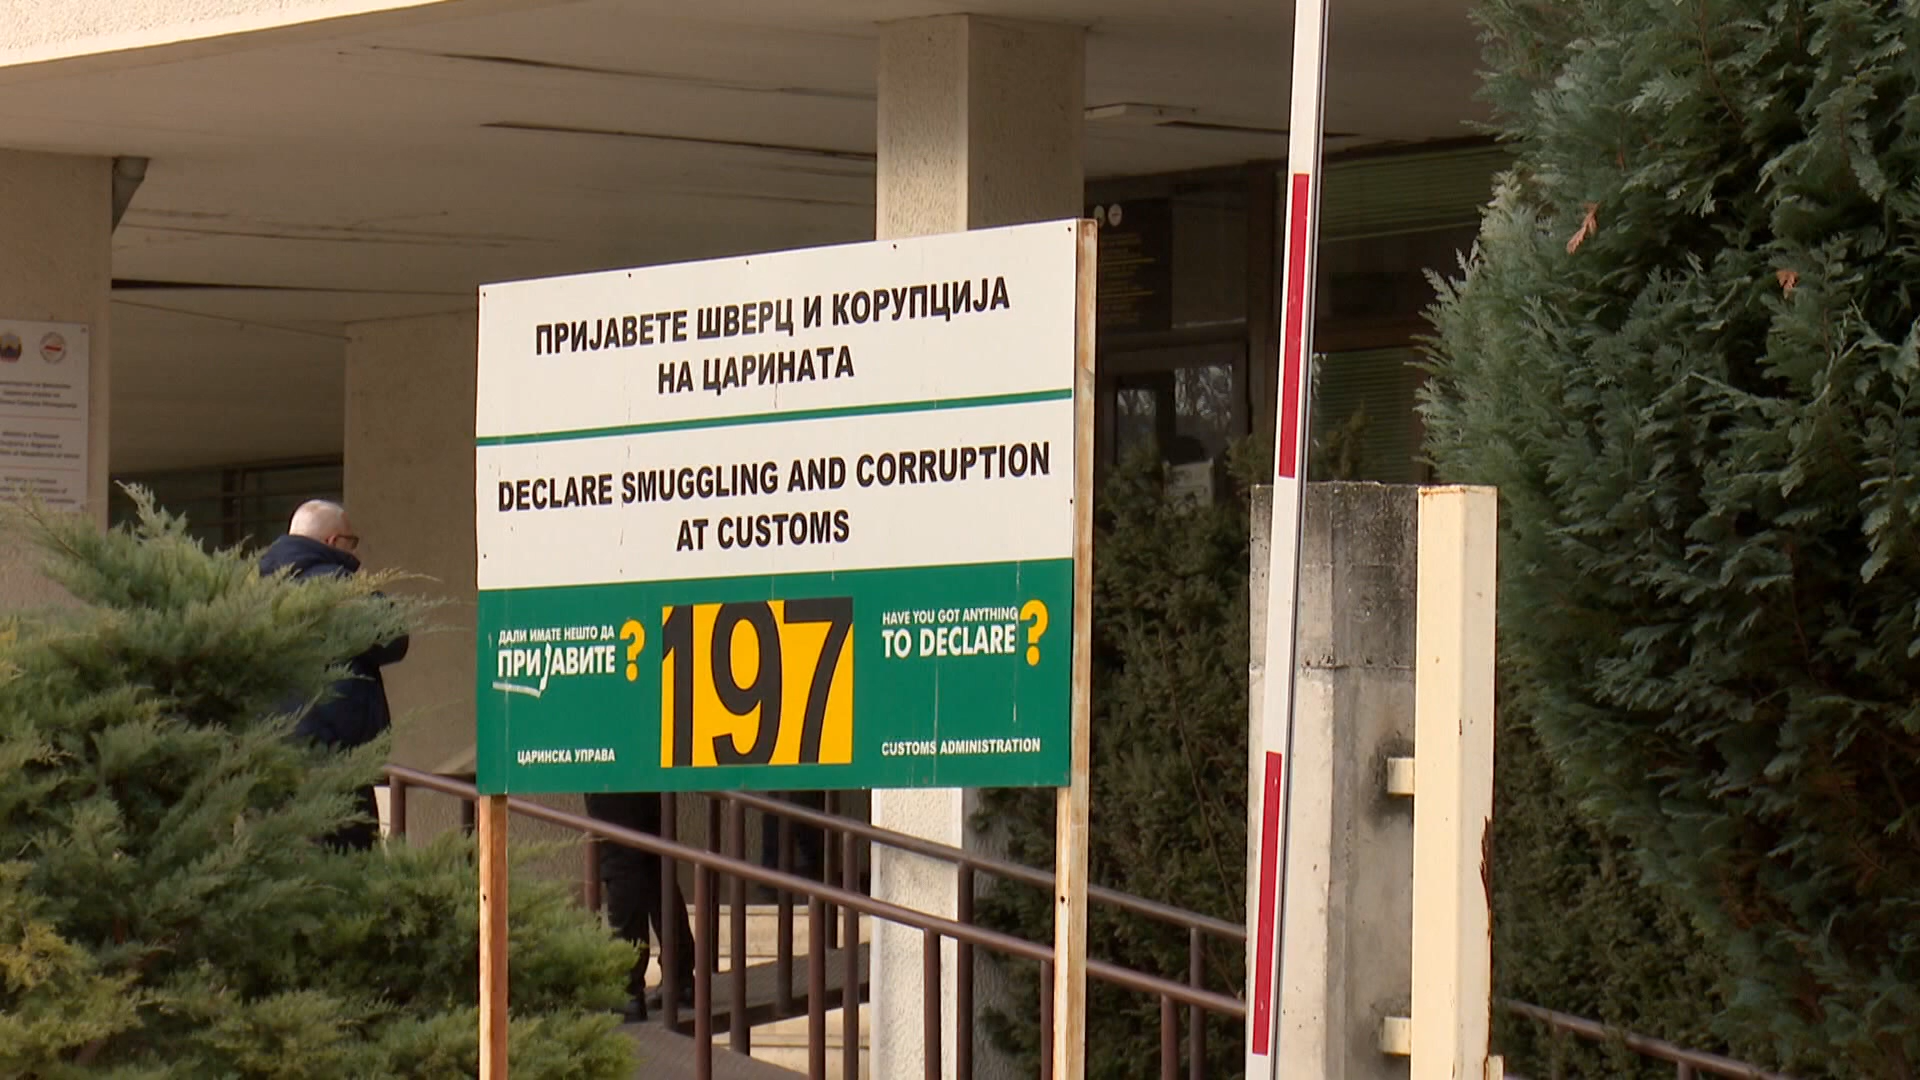 ПРИЈАВЕТЕ ШВЕРЦ И КОРУПЦИЈА
НА ЦАРИНАТА
DECLARE SMUGGLING AND CORRUPTION
AT CUSTOMS
ДАЛИ ИМАТЕ НЕШТО ДА
ПРИЈАВИТЕ?
197
HAVE YOU GOT ANYTHING
TO DECLARE?
ЦАРИНСКА УПРАВА
CUSTOMS ADMINISTRATION